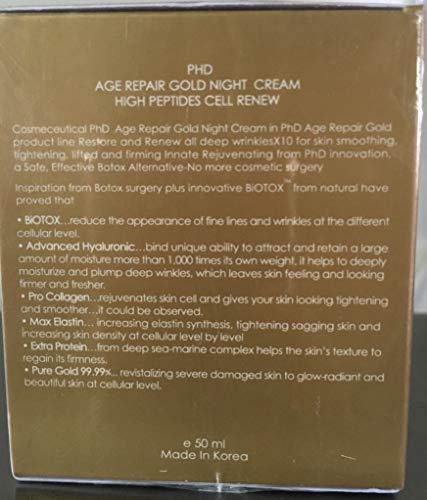 PHD
AGE REPAIR GOLD NIGHT CREAM
HIGH PEPTIDES CELL RENEW
Cosmeceutical PhD Age Repair Gold Night Cream in PhD Age Repair Gold
product line Restore and Renew all deep wrinklesX10 for skin smoothing,
tightening, lifted and firming Innate Rejuvenating from PhD innovation,
a Safe, Effective Botox Alternative-No more cosmetic surgery
Inspiration from Botox surgery plus innovative BiOTOX™ from natural have
proved that
• BiOTOX...reduce the appearance of fine lines and wrinkles at the different
cellular level.
• Advanced Hyaluronic...bind unique ability to attract and retain a large
amount of moisture more than 1,000 times its own weight, it helps to deeply
moisturize and plump deep winkles, which leaves skin feeling and looking
firmer and fresher.
• Pro Collagen...rejuvenates skin cell and gives your skin looking tightening
and smoother...it could be observed.
• Max Elastin... increasing elastin synthesis, tightening sagging skin and
increasing skin density at cellular level by level
• Extra Protein...from deep sea-marine complex helps the skin's texture to
regain its firmness.
• Pure Gold 99.99%... revistalizing severe damaged skin to glow-radiant and
beautiful skin at cellular level.
e 50 ml
Made In Korea